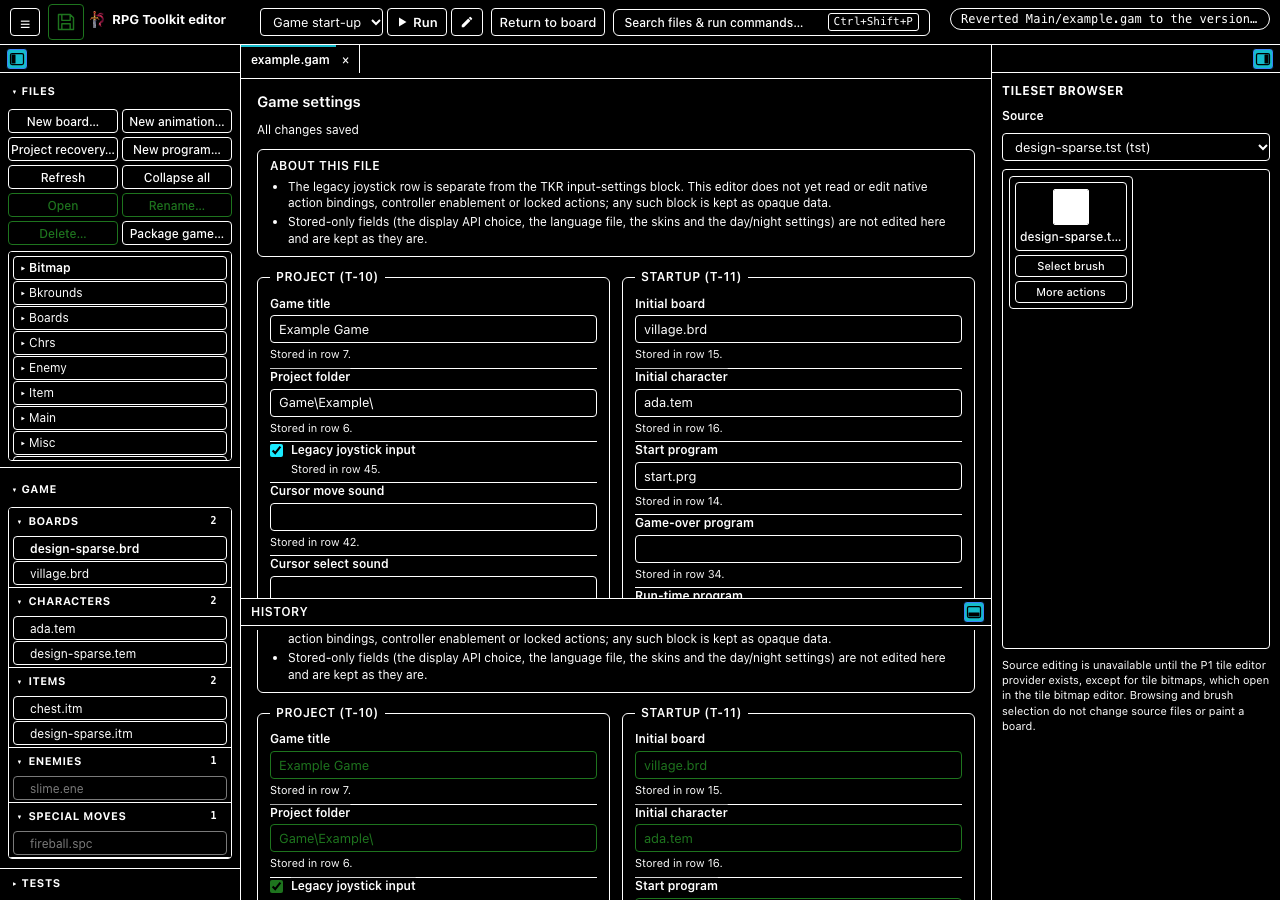 RPG Toolkit editor
Game start-up
Run
Return to board
Search files & run commands...
Ctrl+Shift+P
Reverted Main/example.gam to the version…
FILES
New board...
New animation...
Project recovery...
New program...
Refresh
Collapse all
Open
Rename...
Delete...
Package game...
Bitmap
Bkrounds
Boards
Chrs
Enemy
Item
Main
Misc
GAME
BOARDS 2
design-sparse.brd
village.brd
CHARACTERS 2
ada.tem
design-sparse.tem
ITEMS 2
chest.itm
design-sparse.itm
ENEMIES 1
slime.ene
SPECIAL MOVES 1
fireball.spc
TESTS
example.gam ×
Game settings
All changes saved
ABOUT THIS FILE
• The legacy joystick row is separate from the TKR input-settings block. This editor does not yet read or edit native
action bindings, controller enablement or locked actions; any such block is kept as opaque data.
• Stored-only fields (the display API choice, the language file, the skins and the day/night settings) are not edited here
and are kept as they are.
PROJECT (T-10)
Game title
Example Game
Stored in row 7.
Project folder
Game\Example\
Stored in row 6.
Legacy joystick input
Stored in row 45.
Cursor move sound
Stored in row 42.
Cursor select sound
STARTUP (T-11)
Initial board
village.brd
Stored in row 15.
Initial character
ada.tem
Stored in row 16.
Start program
start.prg
Stored in row 14.
Game-over program
Stored in row 34.
Run-time program
HISTORY
action bindings, controller enablement or locked actions; any such block is kept as opaque data.
• Stored-only fields (the display API choice, the language file, the skins and the day/night settings) are not edited here
and are kept as they are.
PROJECT (T-10)
Game title
Example Game
Stored in row 7.
Project folder
Game\Example\
Stored in row 6.
Legacy joystick input
STARTUP (T-11)
Initial board
village.brd
Stored in row 15.
Initial character
ada.tem
Stored in row 16.
Start program
TILESET BROWSER
Source
design-sparse.tst (tst)
design-sparse.t...
Select brush
More actions
Source editing is unavailable until the P1 tile editor
provider exists, except for tile bitmaps, which open
in the tile bitmap editor. Browsing and brush
selection do not change source files or paint a
board.